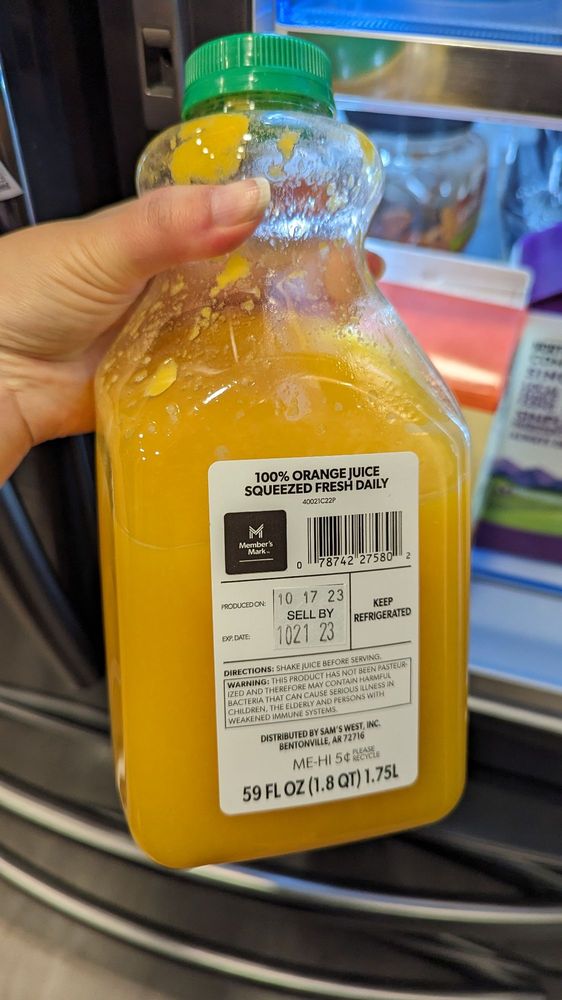 100% ORANGE JUICE
SQUEEZED FRESH DAILY
40021C22P
M
Member's
Mark™
0 78742 27580 2
PRODUCED ON: 10 17 23
SELL BY
EXP. DATE: 1021 23
KEEP
REFRIGERATED
DIRECTIONS: SHAKE JUICE BEFORE SERVING.
WARNING: THIS PRODUCT HAS NOT BEEN PASTEUR-
IZED AND THEREFORE MAY CONTAIN HARMFUL
BACTERIA THAT CAN CAUSE SERIOUS ILLNESS IN
CHILDREN, THE ELDERLY AND PERSONS WITH
WEAKENED IMMUNE SYSTEMS.
DISTRIBUTED BY SAM'S WEST, INC.
BENTONVILLE, AR 72716
ME-HI 5¢ PLEASE
RECYCLE
59 FL OZ (1.8 QT) 1.75L